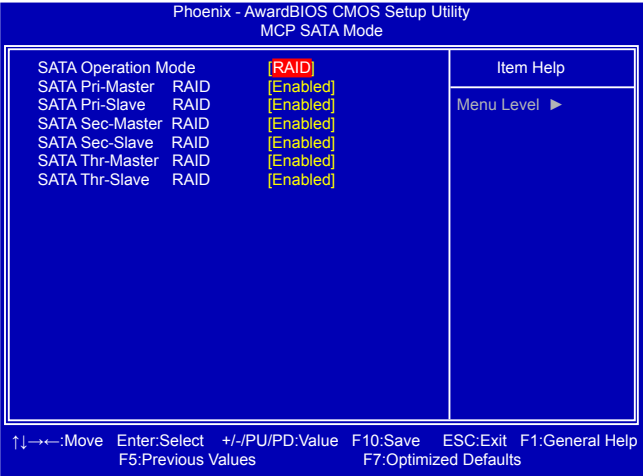 Phoenix - AwardBIOS CMOS Setup Utility
MCP SATA Mode
SATA Operation Mode [RAID]
SATA Pri-Master RAID [Enabled]
SATA Pri-Slave RAID [Enabled]
SATA Sec-Master RAID [Enabled]
SATA Sec-Slave RAID [Enabled]
SATA Thr-Master RAID [Enabled]
SATA Thr-Slave RAID [Enabled]
Item Help
Menu Level ►
↑↓→←:Move Enter:Select +/-/PU/PD:Value F10:Save ESC:Exit F1:General Help
F5:Previous Values F7:Optimized Defaults